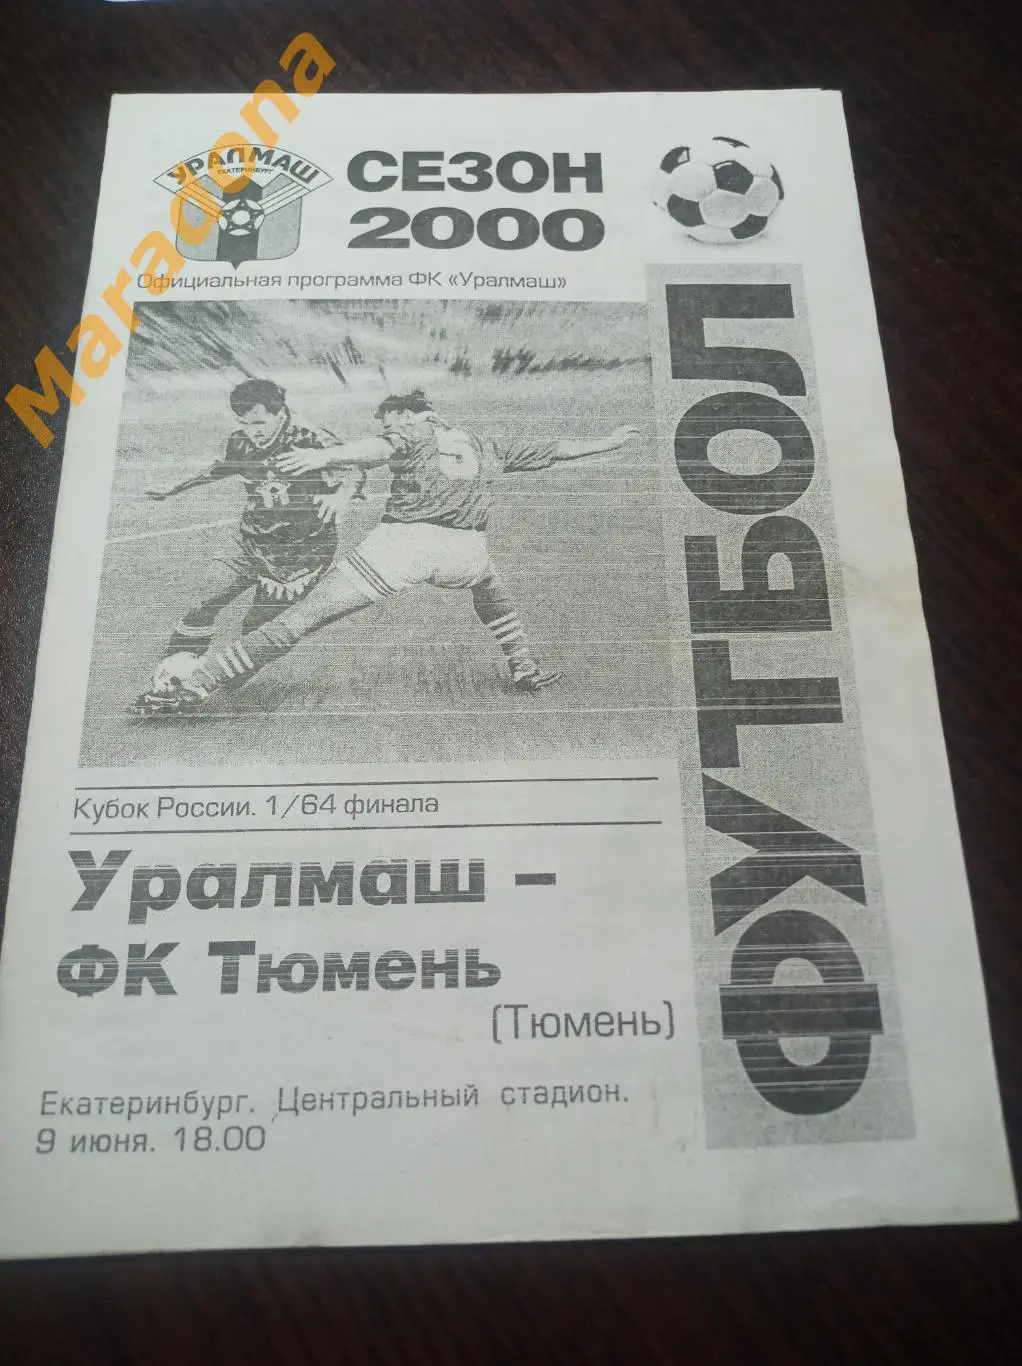 Maradona
УРАЛМАШ
ЕКАТЕРИНБУРГ
СЕЗОН
2000
Официальная программа ФК «Уралмаш»
ФУТБОЛ
Кубок России. 1/64 финала
Уралмаш –
ФК Тюмень
(Тюмень)
Екатеринбург. Центральный стадион.
9 июня. 18.00